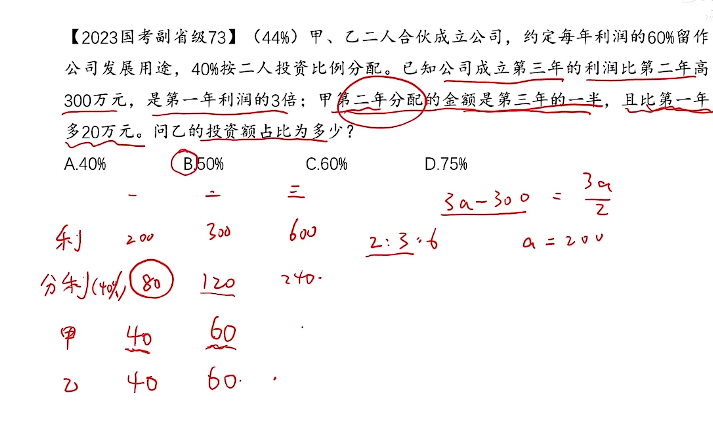 【2023国考副省级73】（44%）甲、乙二人合伙成立公司，约定每年利润的60%留作
公司发展用途，40%按二人投资比例分配。已知公司成立第三年的利润比第二年高
300万元，是第一年利润的3倍；甲第二年分配的金额是第三年的一半，且比第一年
多20万元。问乙的投资额占比为多少？
A.40% B.50% C.60% D.75%
一 二 三
3a-300 = 3a/2
利 200 300 600
2:3:6 a=200
分利(40%) 80 120 240
甲 40 60
乙 40 60